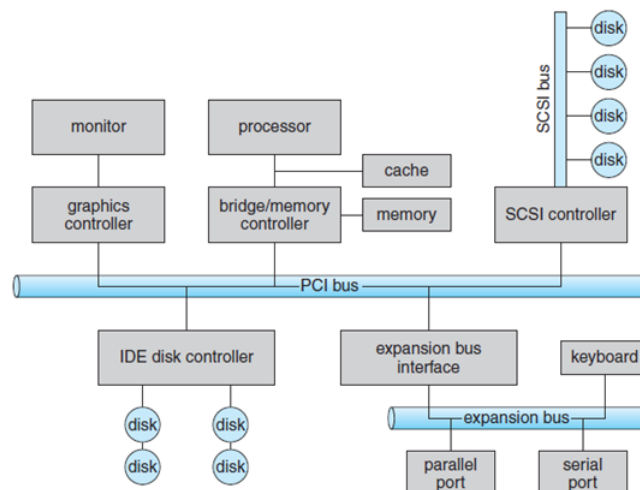 disk
disk
SCSI bus
disk
disk
monitor
processor
cache
graphics
controller
bridge/memory
controller
memory
SCSI controller
PCI bus
IDE disk controller
expansion bus
interface
keyboard
expansion bus
disk
disk
disk
disk
parallel
port
serial
port